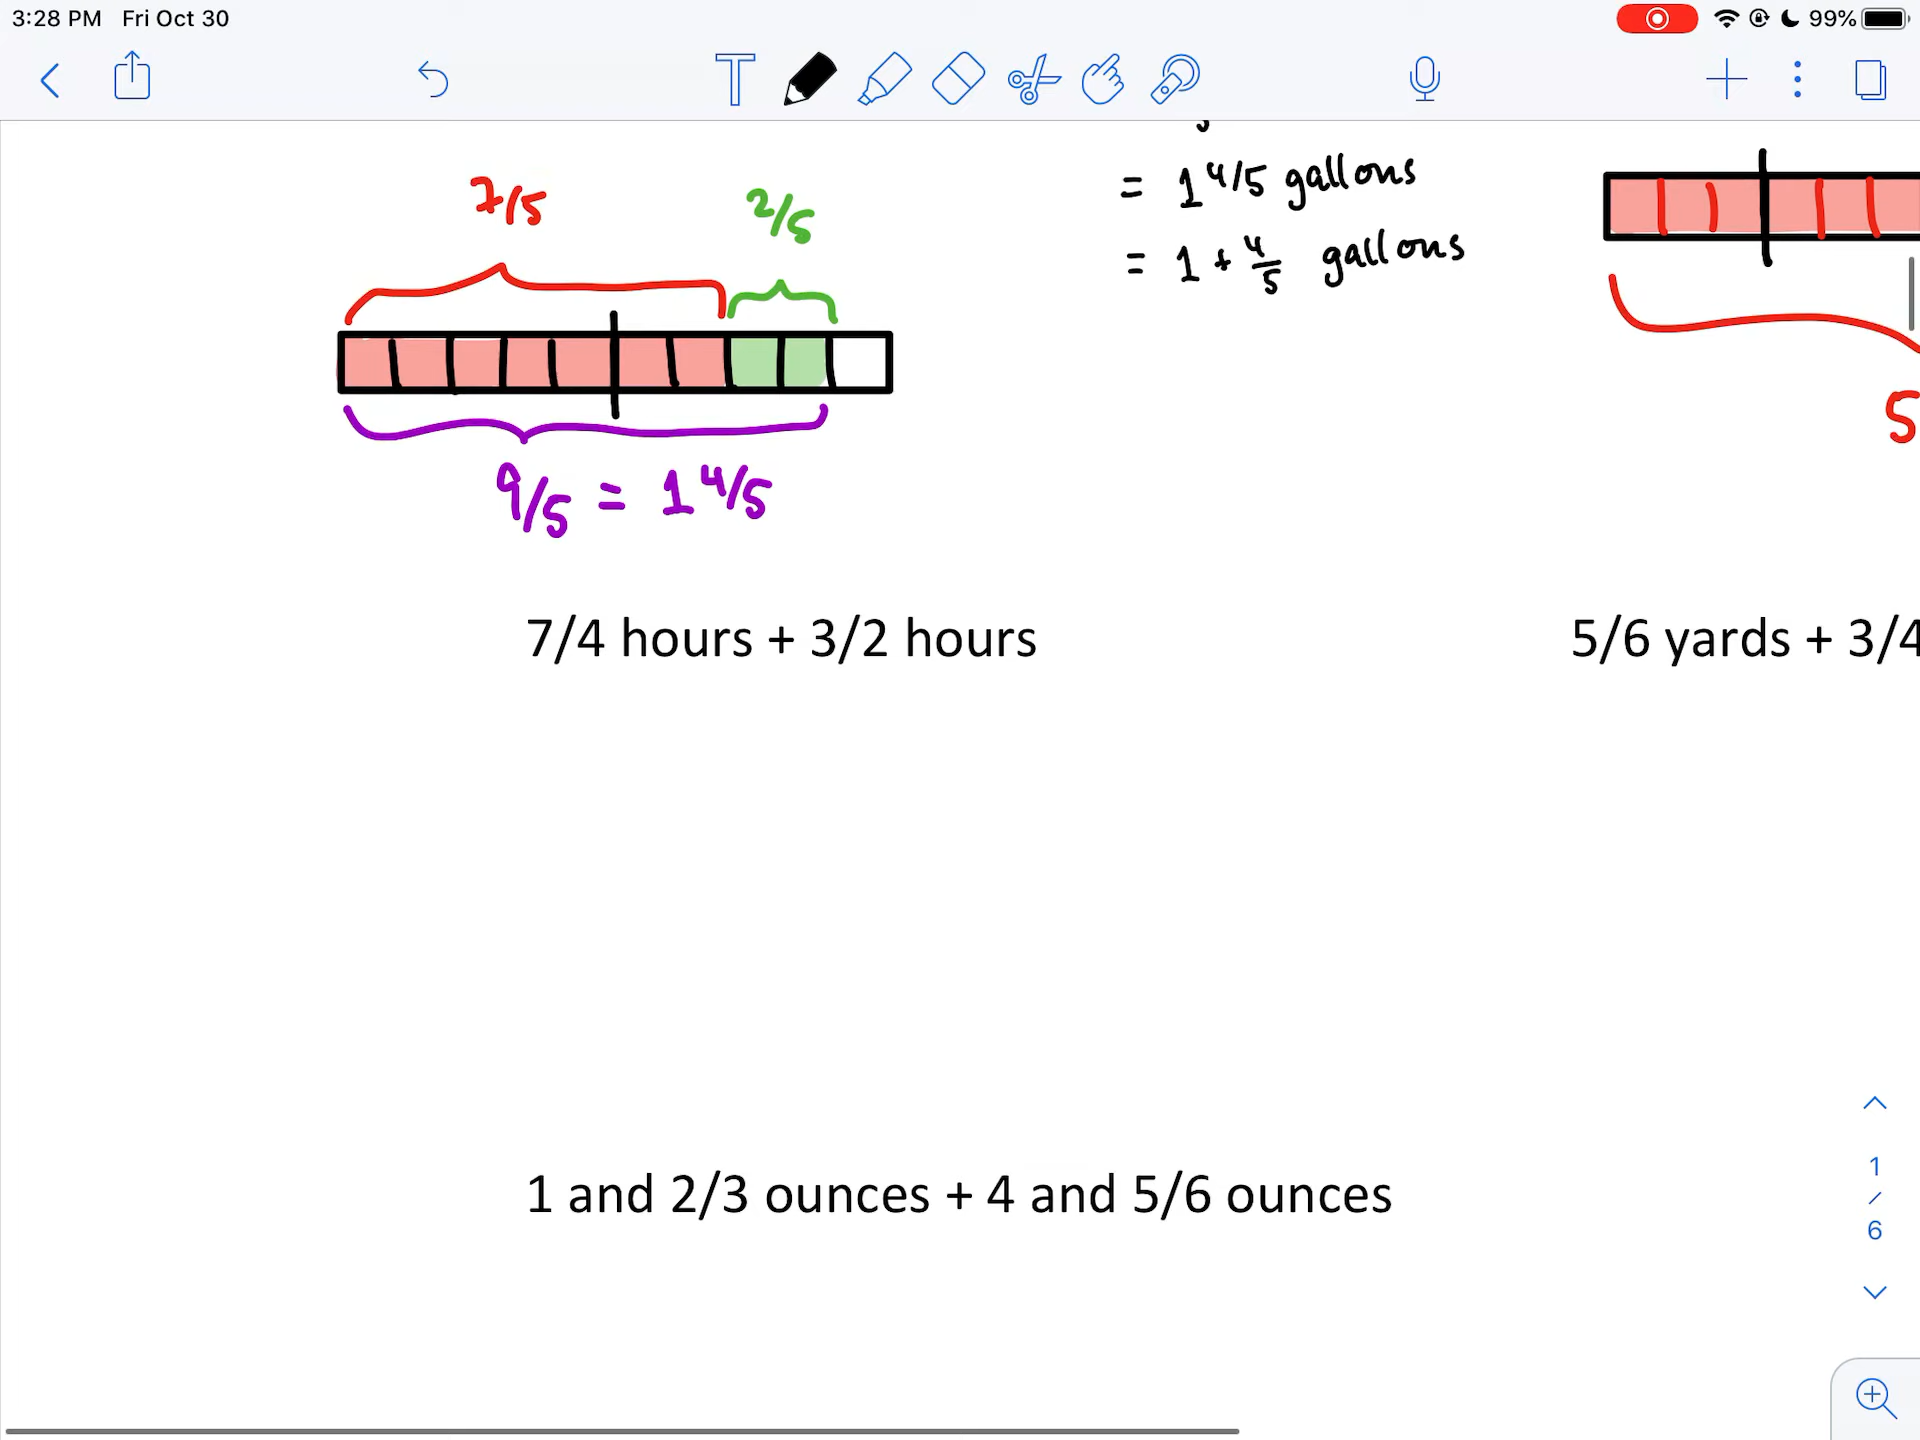 3:28 PM Fri Oct 30
99%
7/5
2/5
= 1 4/5 gallons
= 1 + 4/5 gallons
9/5 = 1 4/5
5
7/4 hours + 3/2 hours
5/6 yards + 3/4
1 and 2/3 ounces + 4 and 5/6 ounces
1
/
6